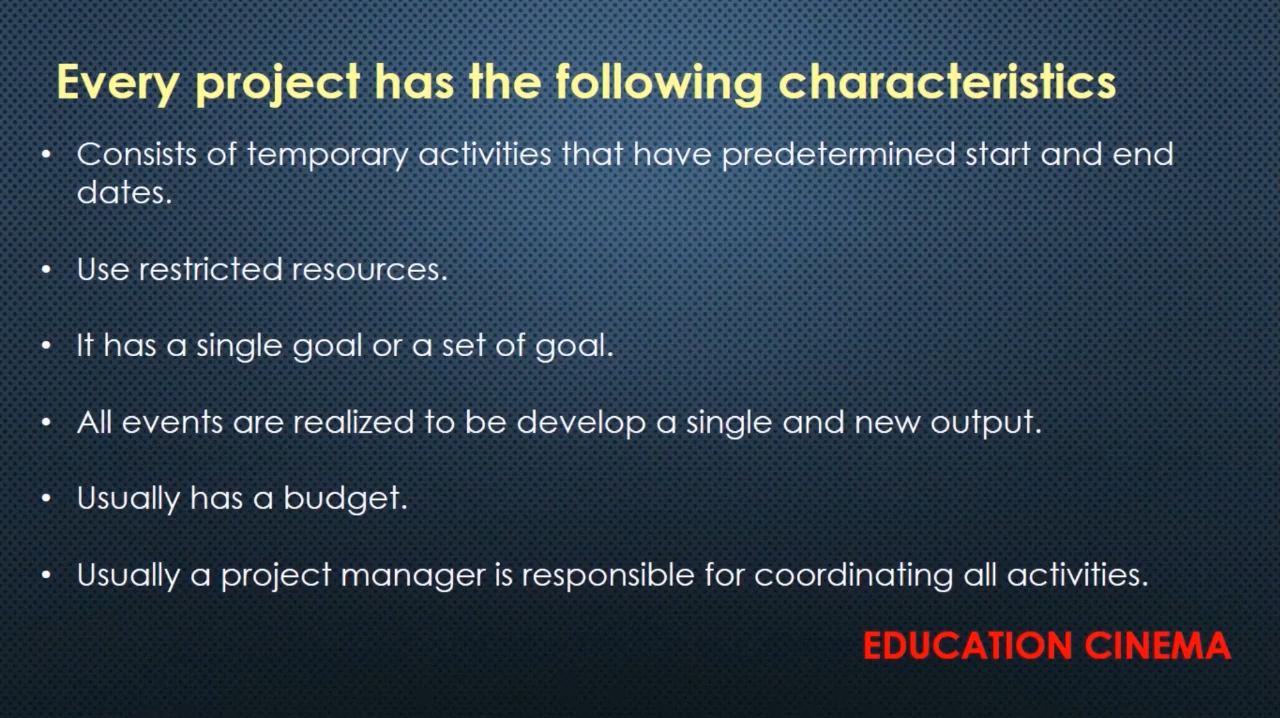 Every project has the following characteristics
• Consists of temporary activities that have predetermined start and end
dates.
• Use restricted resources.
• It has a single goal or a set of goal.
• All events are realized to be develop a single and new output.
• Usually has a budget.
• Usually a project manager is responsible for coordinating all activities.
EDUCATION CINEMA